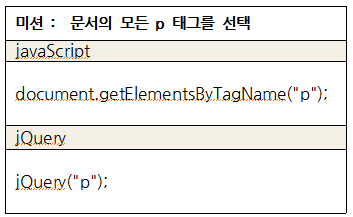 미션 : 문서의 모든 p 태그를 선택
javaScript
document.getElementsByTagName("p");
jQuery
jQuery("p");